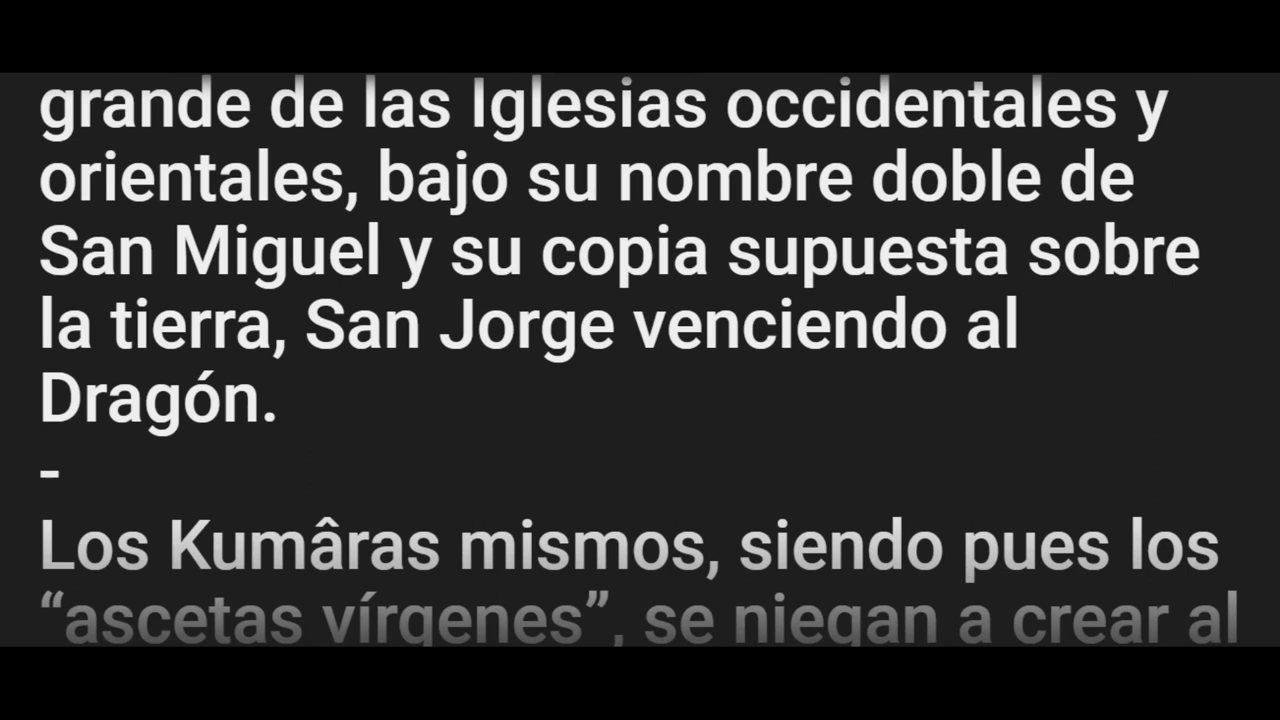 grande de las Iglesias occidentales y
orientales, bajo su nombre doble de
San Miguel y su copia supuesta sobre
la tierra, San Jorge venciendo al
Dragón.
-
Los Kumâras mismos, siendo pues los
“ascetas vírgenes”, se niegan a crear al